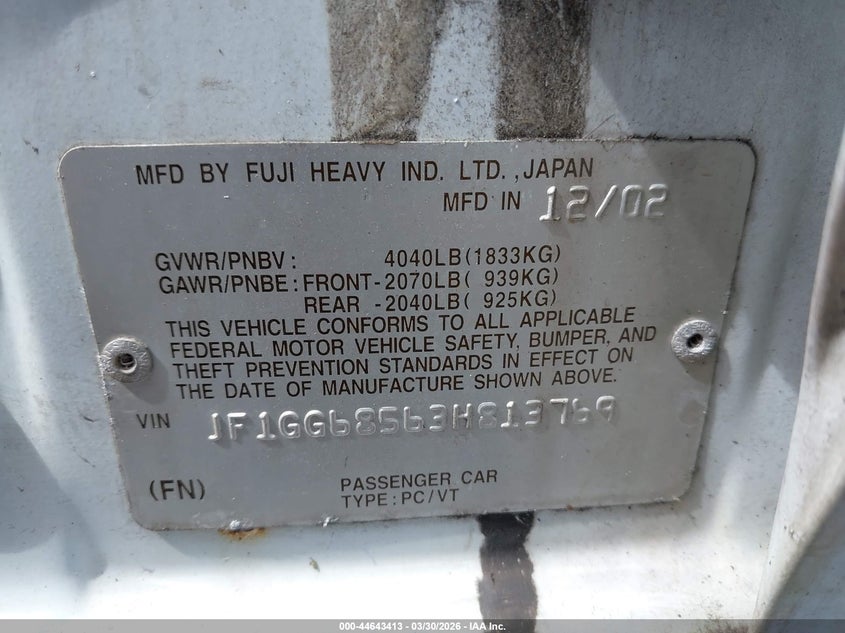 MFD BY FUJI HEAVY IND. LTD. ,JAPAN
MFD IN 12/02
GVWR/PNBV: 4040LB(1833KG)
GAWR/PNBE:FRONT-2070LB( 939KG)
REAR -2040LB( 925KG)
THIS VEHICLE CONFORMS TO ALL APPLICABLE
FEDERAL MOTOR VEHICLE SAFETY, BUMPER, AND
THEFT PREVENTION STANDARDS IN EFFECT ON
THE DATE OF MANUFACTURE SHOWN ABOVE.
VIN JF1GG68563H813769
(FN) PASSENGER CAR
TYPE:PC/VT
000-44643413 — 03/30/2026 — IAA Inc.